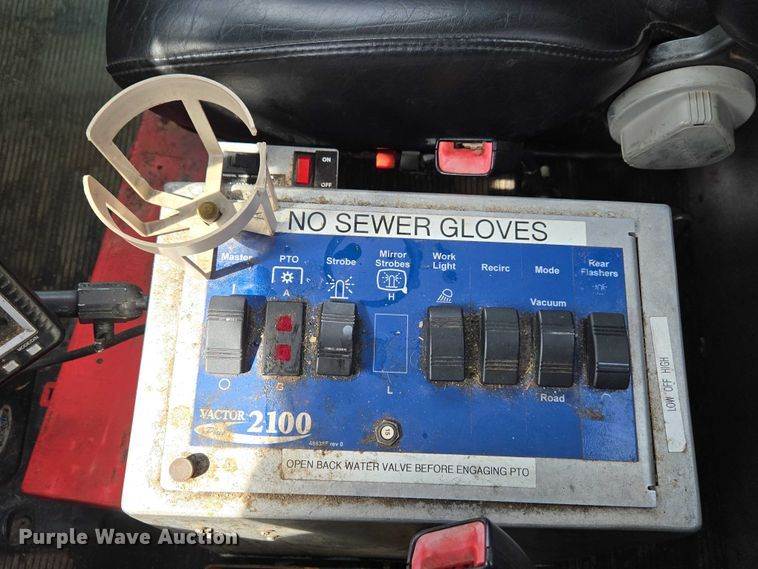 ON
OFF
NO SEWER GLOVES
Master
PTO
Strobe
Mirror
Strobes
Work
Light
Recirc
Mode
Rear
Flashers
A
H
Vacuum
B
L
Road
LOW OFF HIGH
VACTOR 2100
15
OPEN BACK WATER VALVE BEFORE ENGAGING PTO
Purple Wave Auction